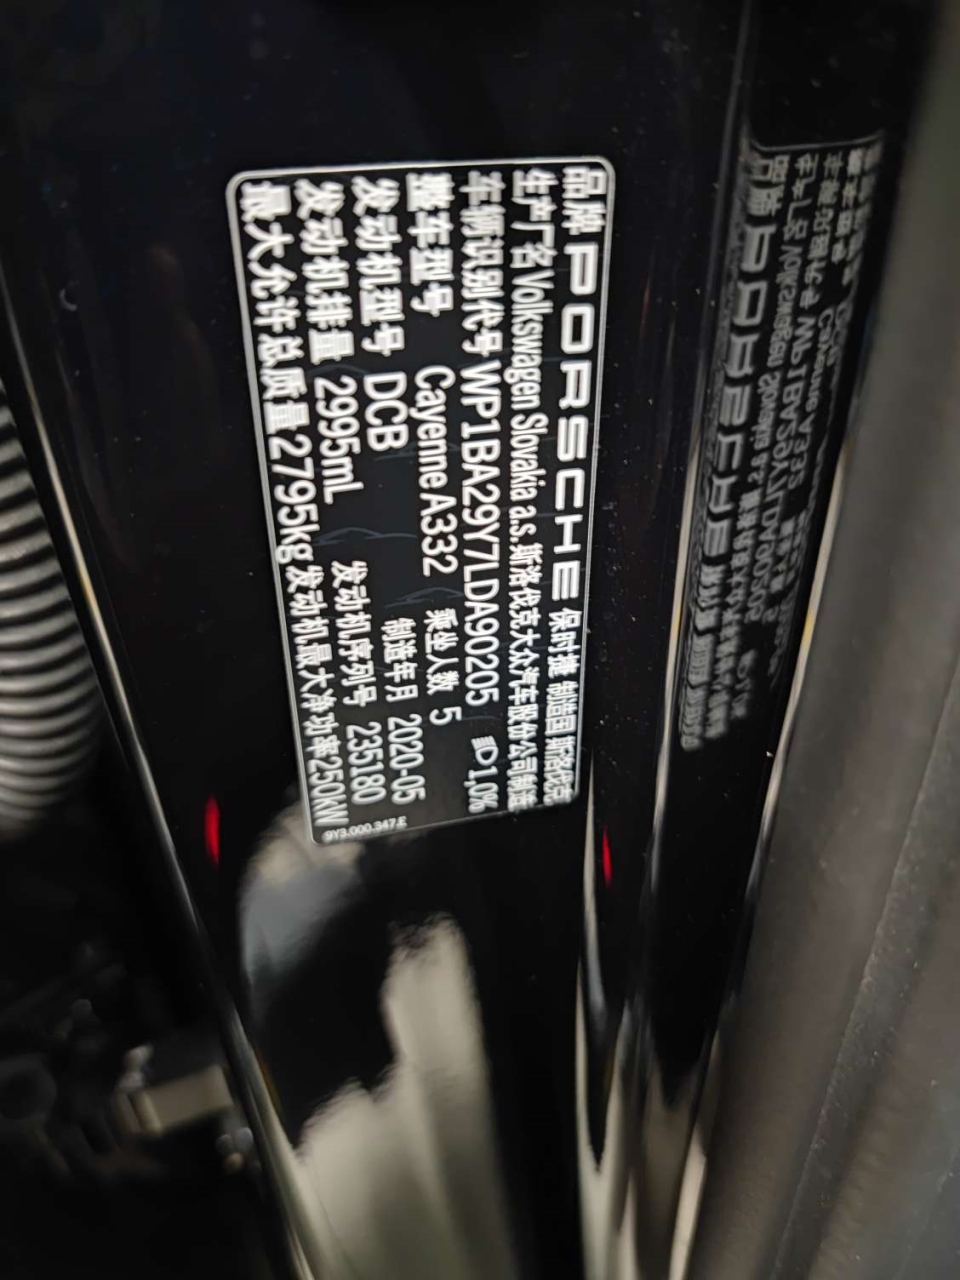 品牌 PORSCHE 保时捷 制造国 斯洛伐克
生产厂名 Volkswagen Slovakia a.s. 斯洛伐克大众汽车股份公司制造
车辆识别代号 WP1BA29Y7LDA90205 1,0%
整车型号 Cayenne A332 乘坐人数 5
发动机型号 DCB 制造年月 2020-05
发动机排量 2995mL 发动机序列号 235180
最大允许总质量 2795kg 发动机最大净功率 250kW
9Y3.000.347.E